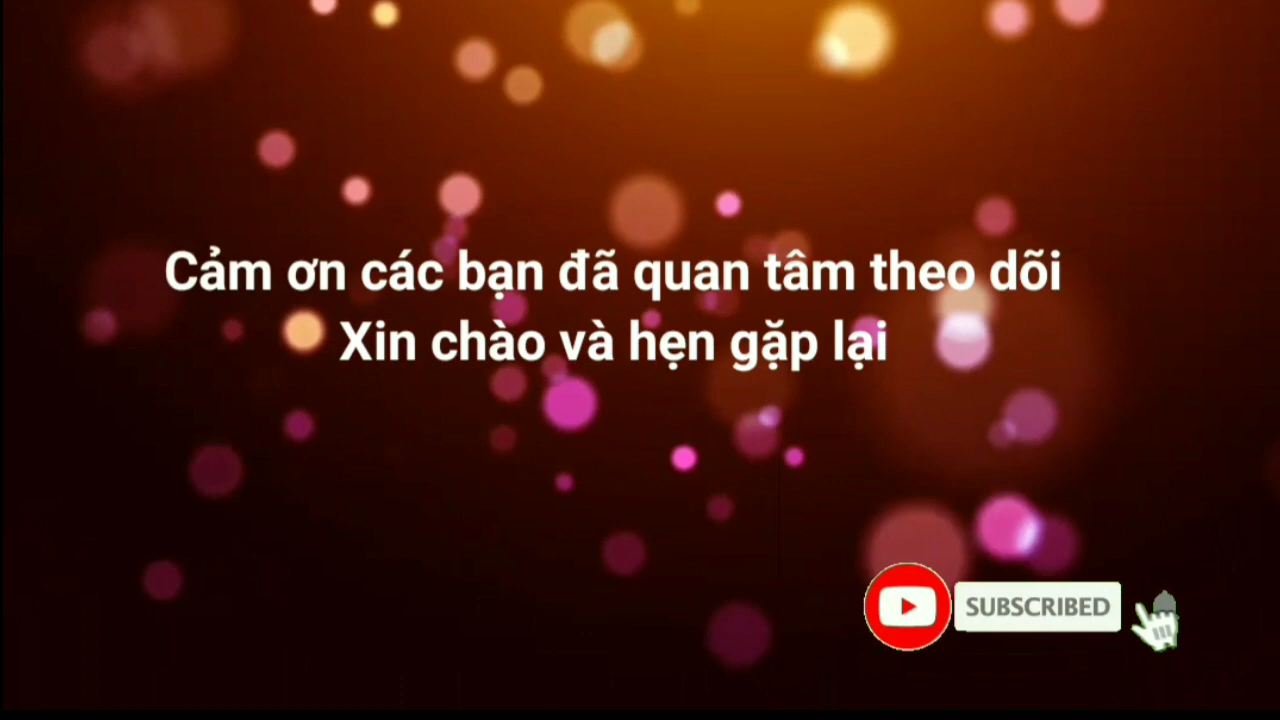 Cảm ơn các bạn đã quan tâm theo dõi
Xin chào và hẹn gặp lại
SUBSCRIBED